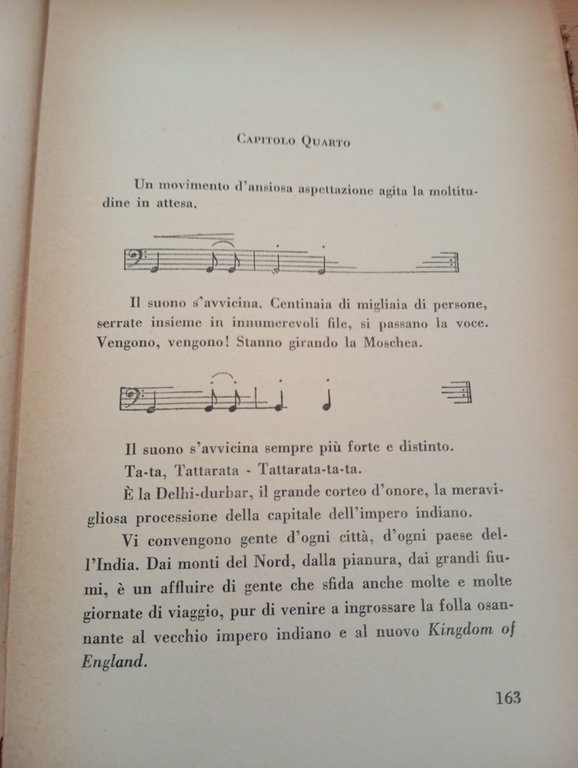 Capitolo Quarto
Un movimento d'ansiosa aspettazione agita la moltitu-
dine in attesa.
Il suono s'avvicina. Centinaia di migliaia di persone,
serrate insieme in innumerevoli file, si passano la voce.
Vengono, vengono! Stanno girando la Moschea.
Il suono s'avvicina sempre più forte e distinto.
Ta-ta, Tattarata - Tattarata-ta-ta.
È la Delhi-durbar, il grande corteo d'onore, la meravi-
gliosa processione della capitale dell'impero indiano.
Vi convengono gente d'ogni città, d'ogni paese del-
l'India. Dai monti del Nord, dalla pianura, dai grandi fiu-
mi, è un affluire di gente che sfida anche molte e molte
giornate di viaggio, pur di venire a ingrossare la folla osan-
nante al vecchio impero indiano e al nuovo Kingdom of
England.
163